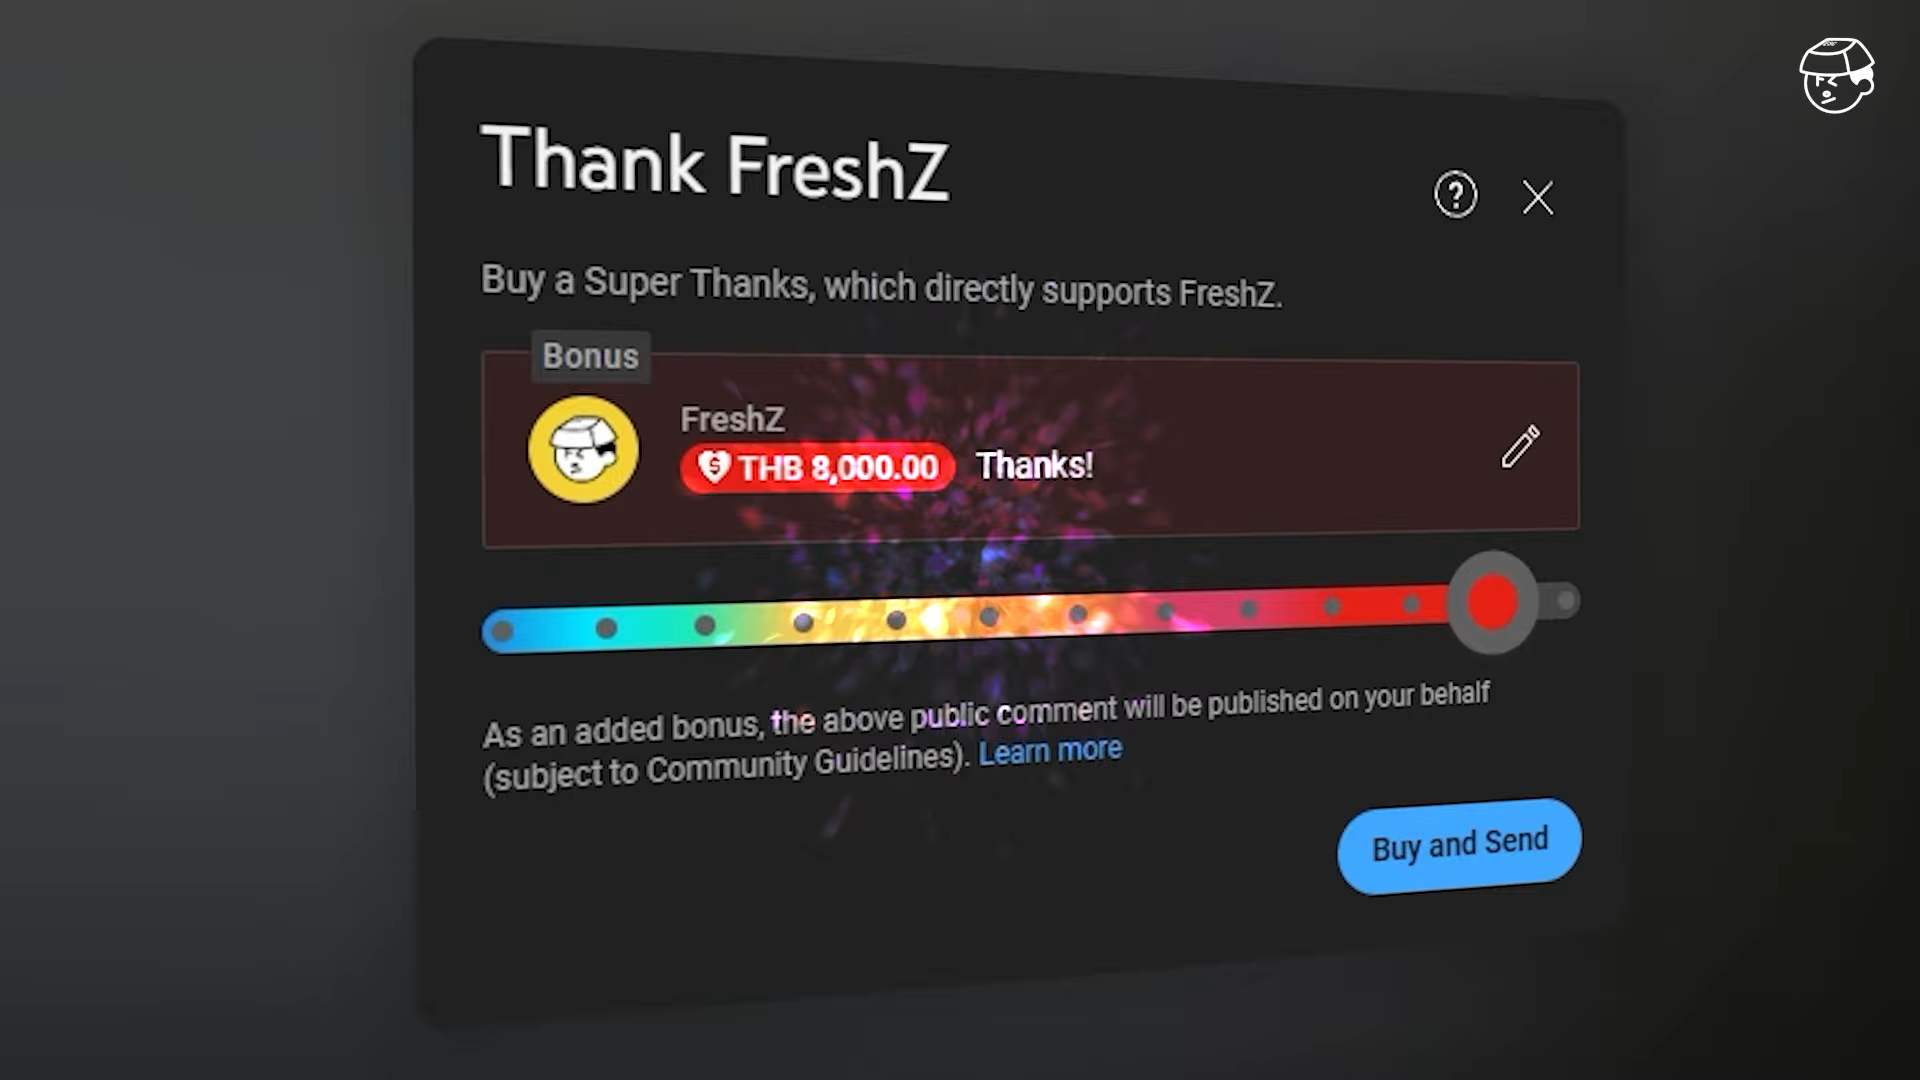 Thank FreshZ
Buy a Super Thanks, which directly supports FreshZ.
Bonus
FreshZ
THB 8,000.00 Thanks!
As an added bonus, the above public comment will be published on your behalf
(subject to Community Guidelines). Learn more
Buy and Send